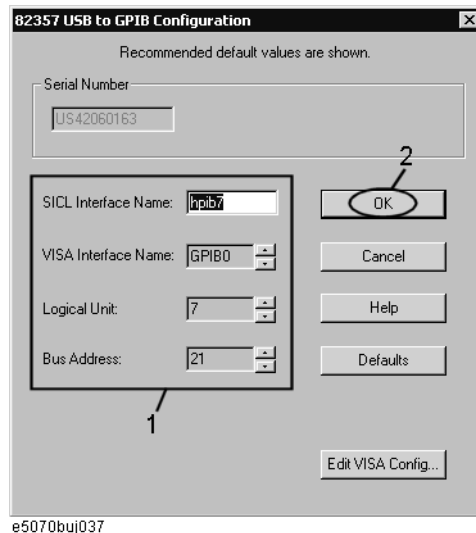 82357 USB to GPIB Configuration
Recommended default values are shown.
Serial Number
US42060163
2
SICL Interface Name: hpib7
OK
VISA Interface Name: GPIB0
Cancel
Logical Unit: 7
Help
Bus Address: 21
Defaults
1
Edit VISA Config...
e5070buj037